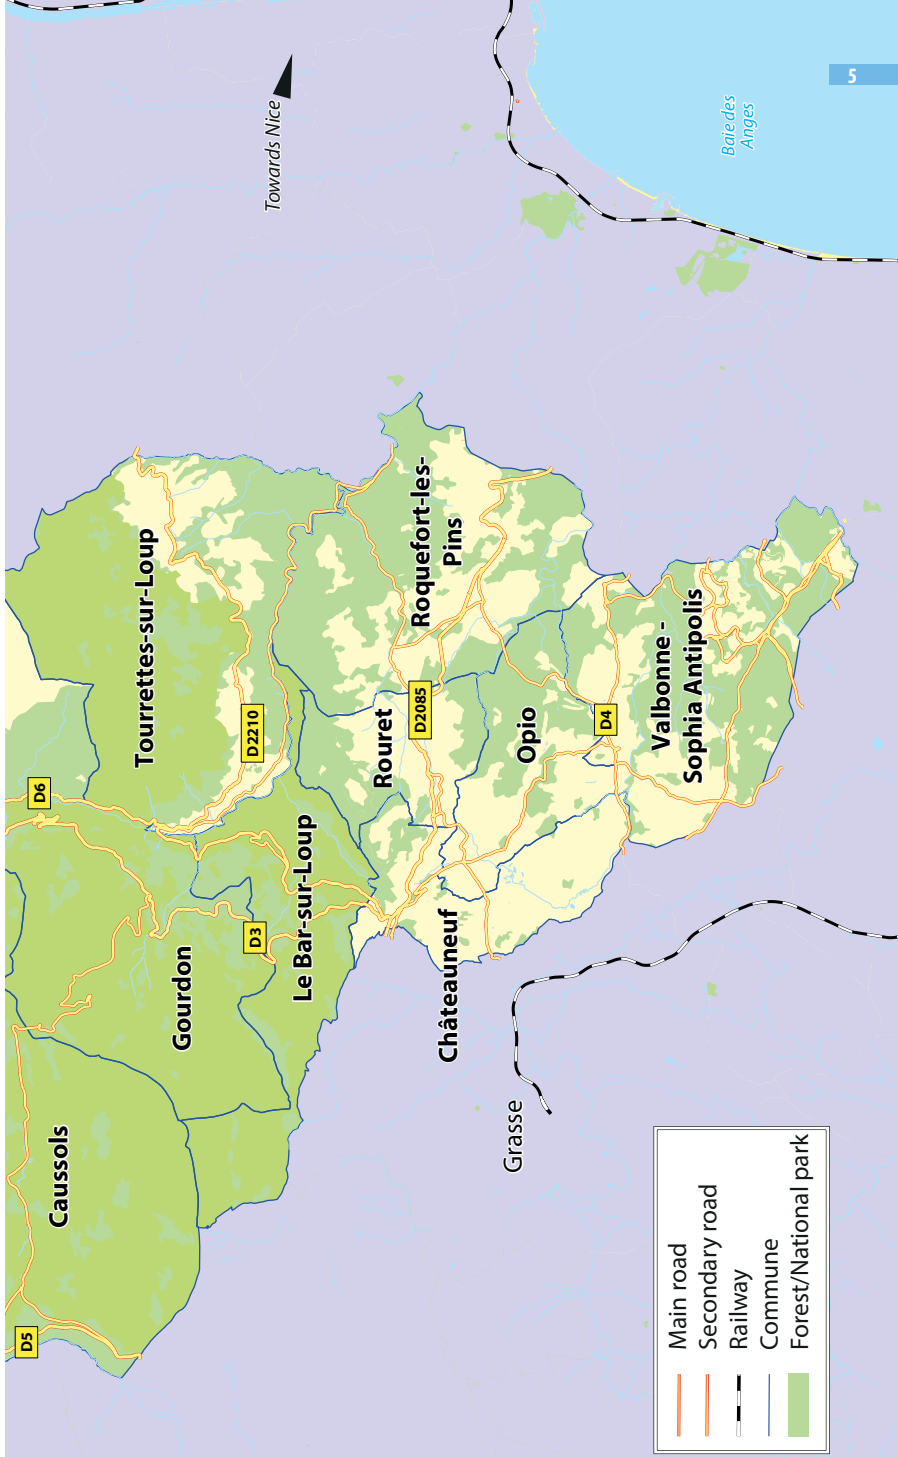 5
Towards Nice
Baie des
Anges
D6
D5
Caussols
Gourdon
D3
Le Bar-sur-Loup
Tourrettes-sur-Loup
D2210
Châteauneuf
Rouret
D2085
Roquefort-les-
Pins
Opio
D4
Valbonne -
Sophia Antipolis
Grasse
Main road
Secondary road
Railway
Commune
Forest/National park